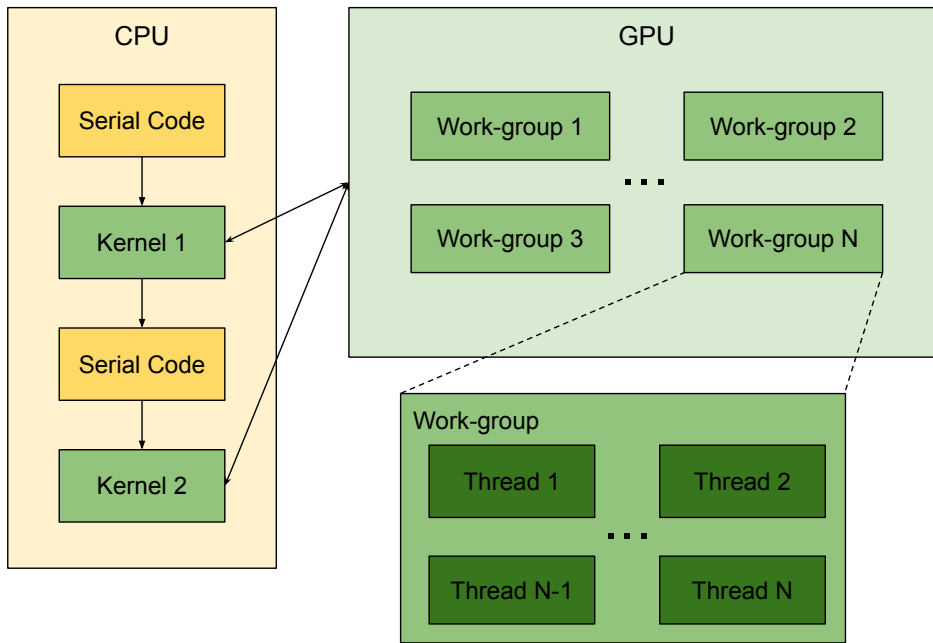 CPU
Serial Code
Kernel 1
Serial Code
Kernel 2
GPU
Work-group 1
Work-group 2
...
Work-group 3
Work-group N
Work-group
Thread 1
Thread 2
...
Thread N-1
Thread N